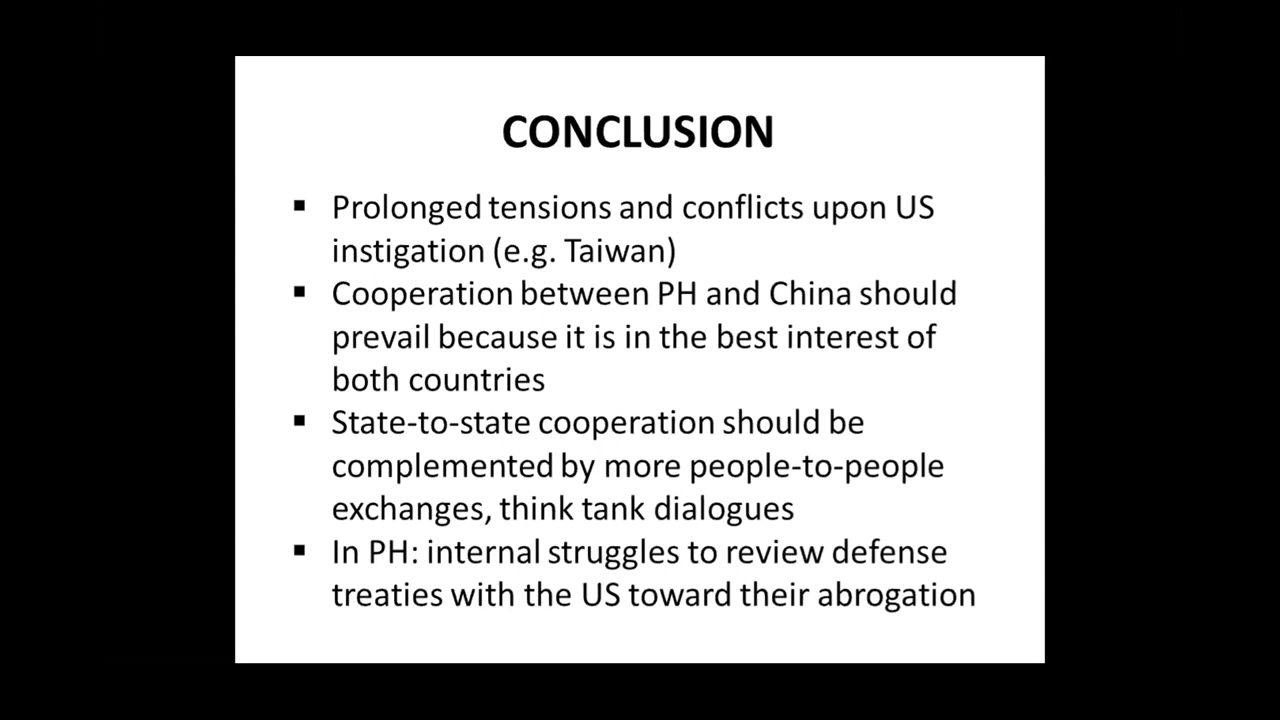 CONCLUSION
▪ Prolonged tensions and conflicts upon US
instigation (e.g. Taiwan)
▪ Cooperation between PH and China should
prevail because it is in the best interest of
both countries
▪ State-to-state cooperation should be
complemented by more people-to-people
exchanges, think tank dialogues
▪ In PH: internal struggles to review defense
treaties with the US toward their abrogation